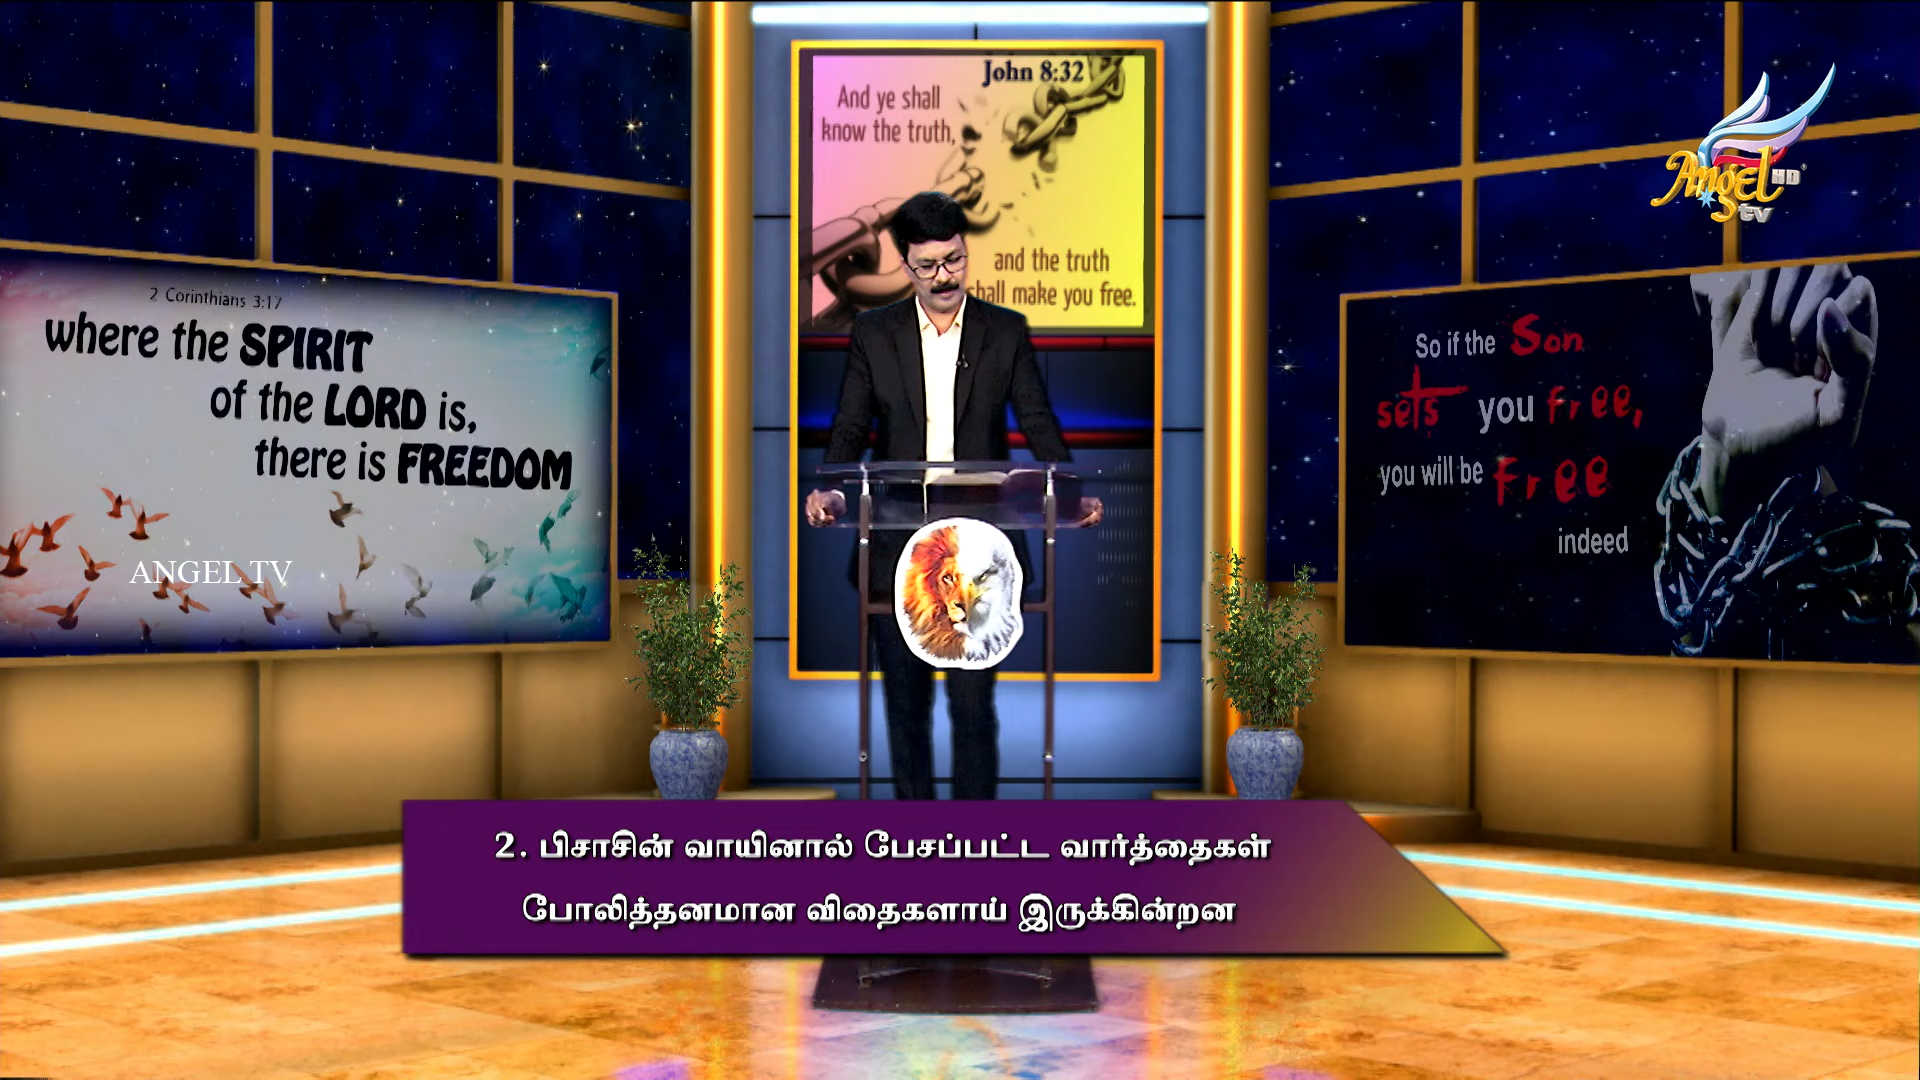 John 8:32
And ye shall
know the truth,
and the truth
shall make you free.
Angel HD
tv
2 Corinthians 3:17
where the SPIRIT
of the LORD is,
there is FREEDOM
ANGEL TV
So if the Son
sets you free,
you will be Free
indeed
2. பிசாசின் வாயினால் பேசப்பட்ட வார்த்தைகள்
போலித்தனமான விதைகளாய் இருக்கின்றன